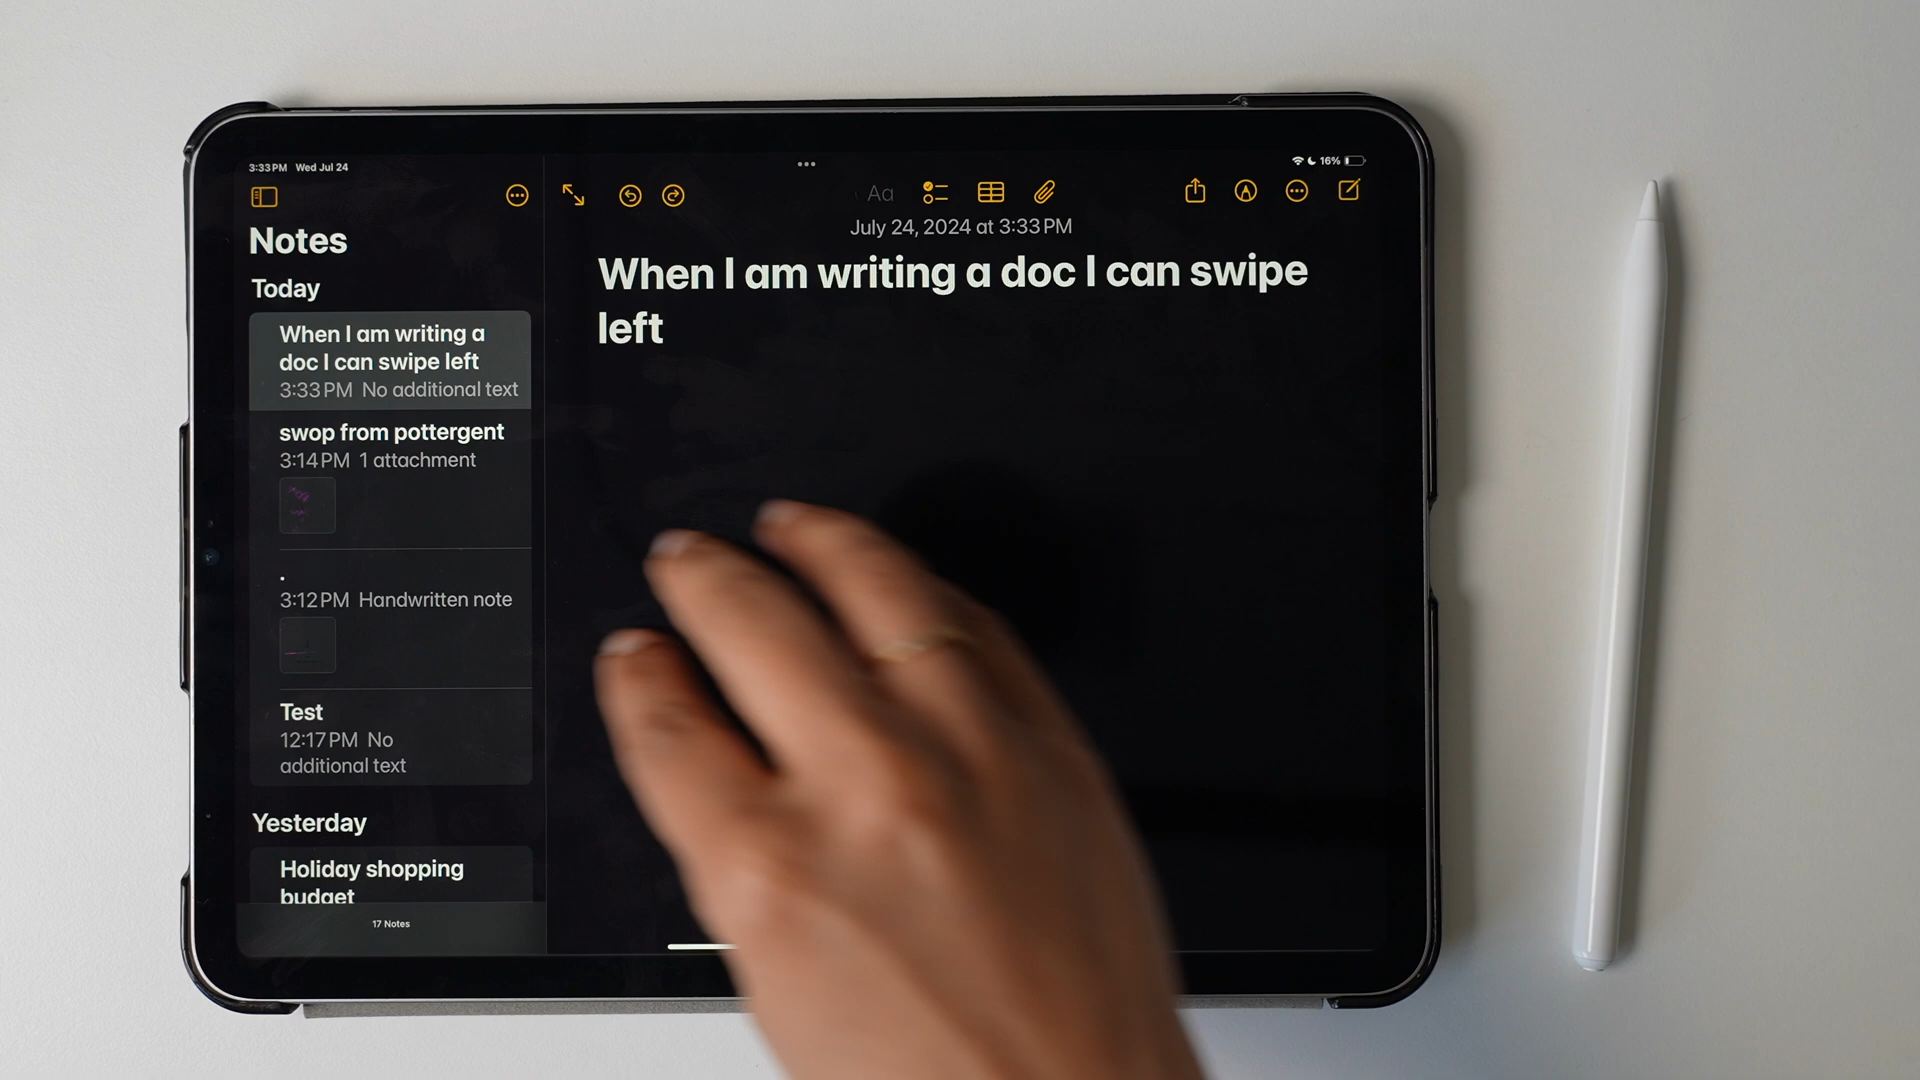 3:33 PM Wed Jul 24
16%
Notes
Today
When I am writing a
doc I can swipe left
3:33 PM No additional text
swop from pottergent
3:14 PM 1 attachment
.
3:12 PM Handwritten note
Test
12:17 PM No
additional text
Yesterday
Holiday shopping
budget
17 Notes
Aa
July 24, 2024 at 3:33 PM
When I am writing a doc I can swipe
left